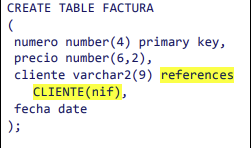 CREATE TABLE FACTURA
(
numero number(4) primary key,
precio number(6,2),
cliente varchar2(9) references
CLIENTE(nif),
fecha date
);